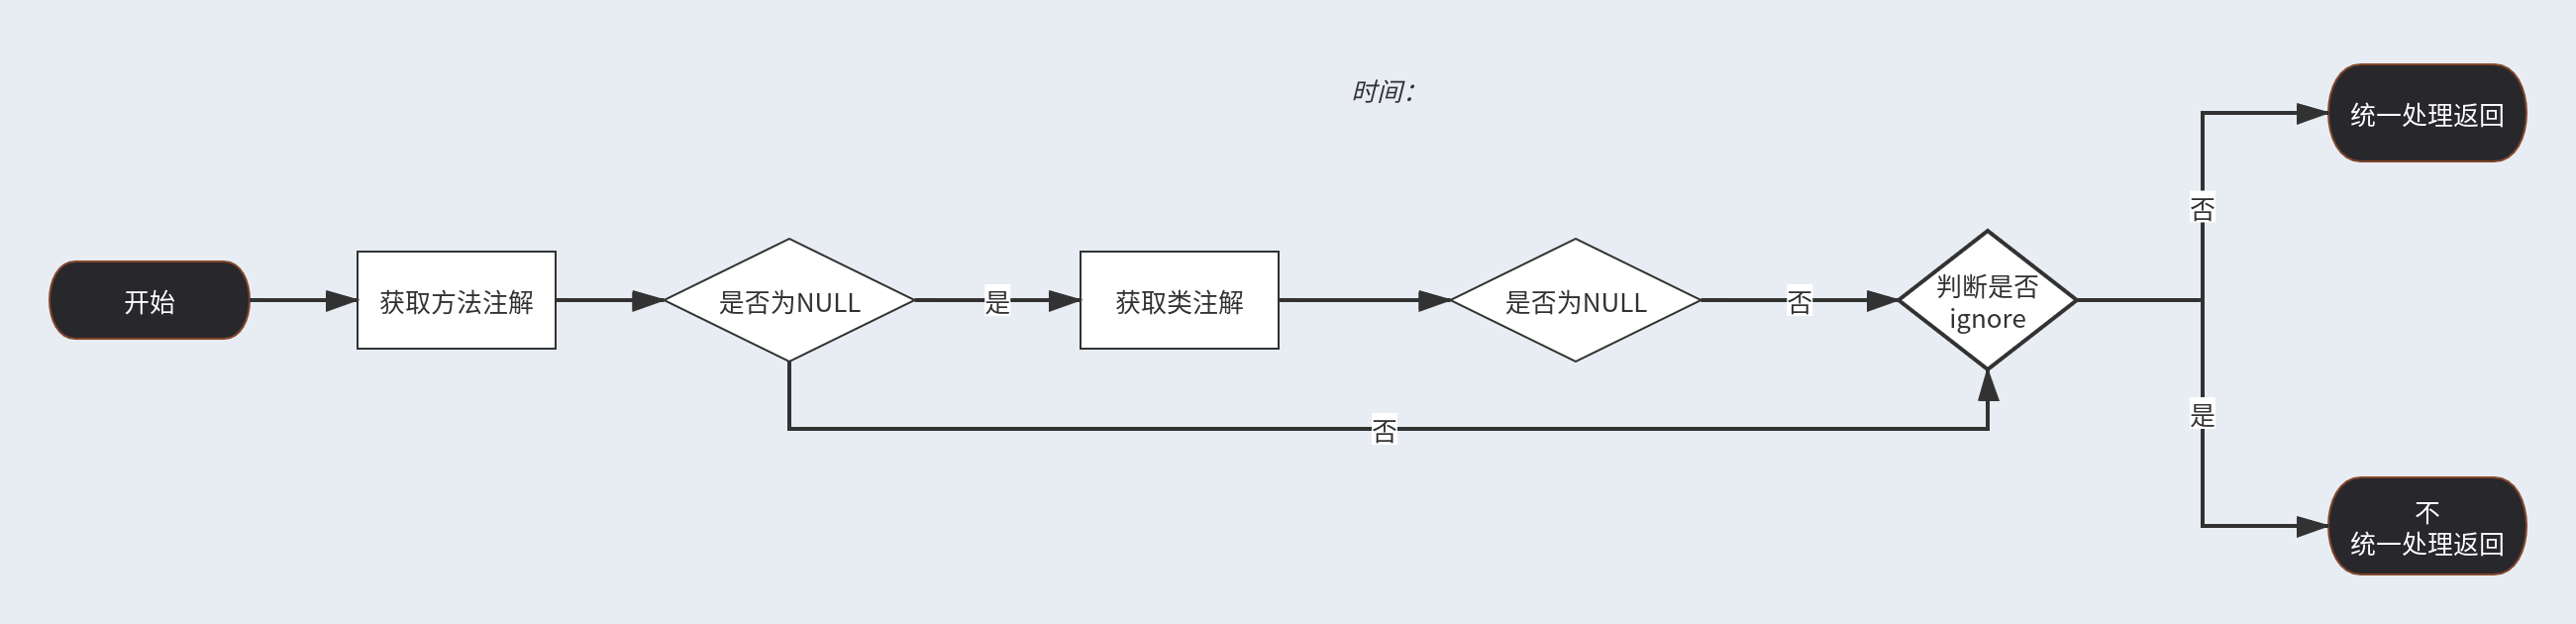 时间：
统一处理返回
否
开始
获取方法注解
是否为NULL
是
获取类注解
是否为NULL
否
判断是否
ignore
是
否
不
统一处理返回